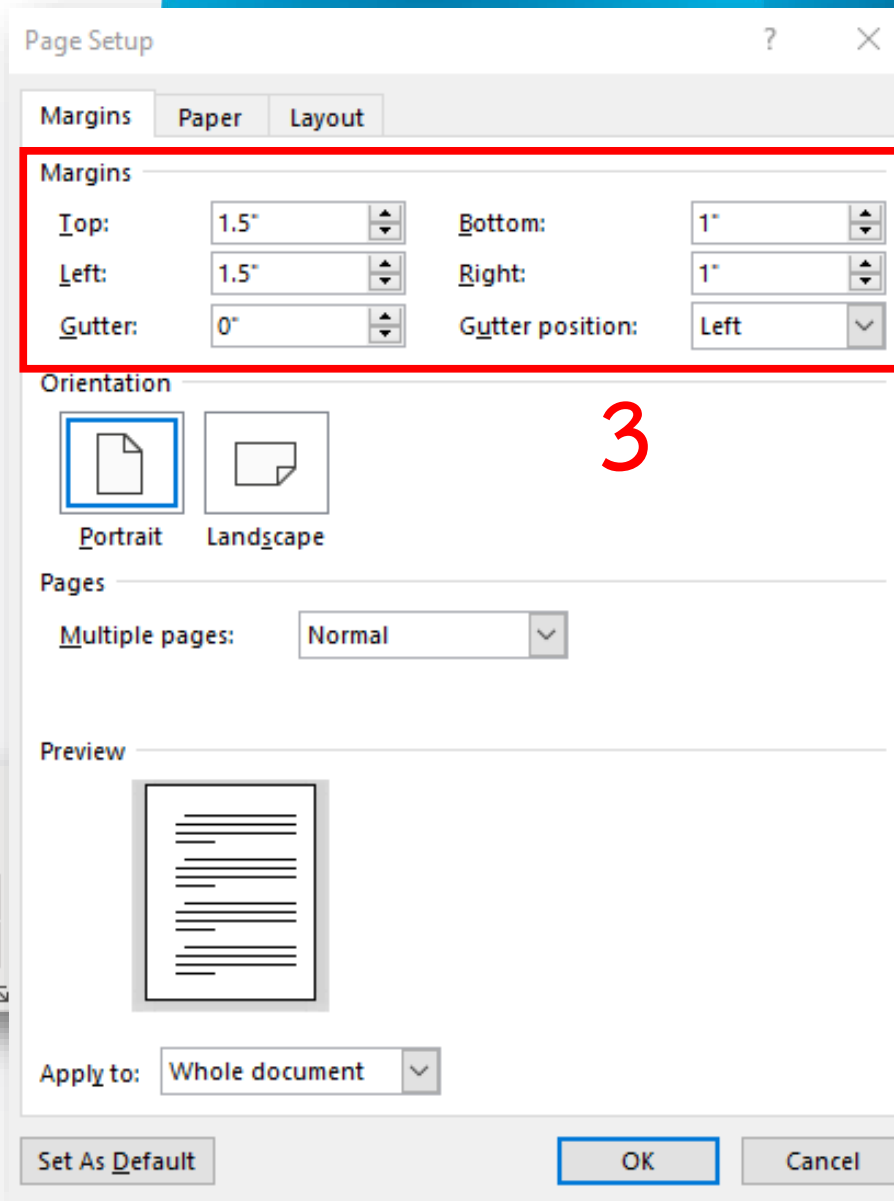 Page Setup ?
Margins Paper Layout
Margins
Top: 1.5" Bottom: 1"
Left: 1.5" Right: 1"
Gutter: 0" Gutter position: Left
Orientation
3
Portrait Landscape
Pages
Multiple pages: Normal
Preview
Apply to: Whole document
Set As Default OK Cancel